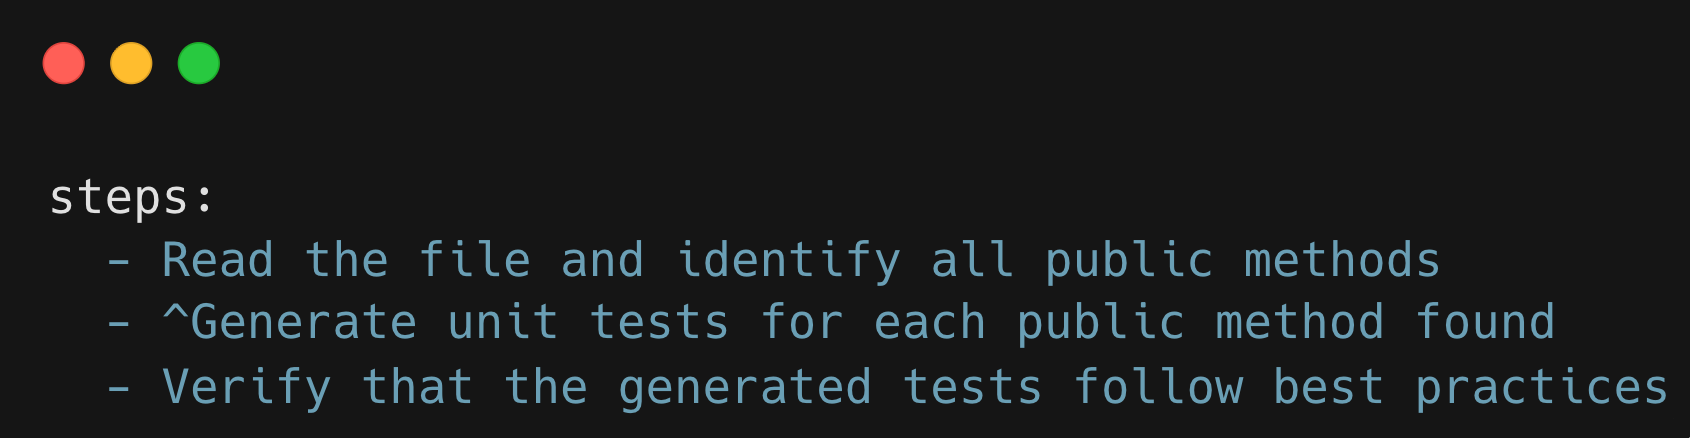 steps:
  - Read the file and identify all public methods
  - ^Generate unit tests for each public method found
  - Verify that the generated tests follow best practices